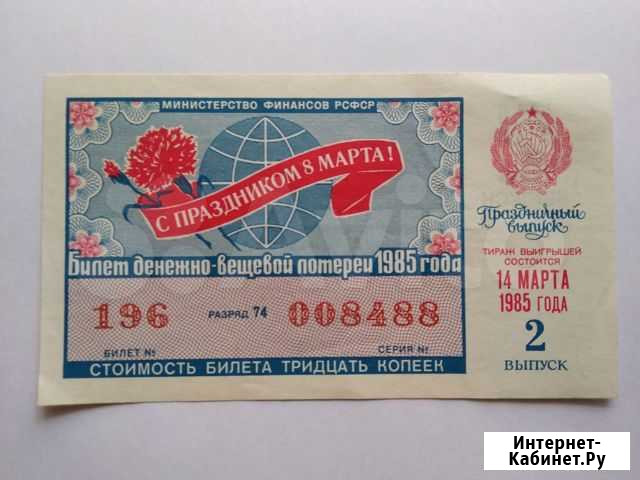 МИНИСТЕРСТВО ФИНАНСОВ РСФСР
С ПРАЗДНИКОМ 8 МАРТА!
Билет денежно-вещевой лотереи 1985 года
196 РАЗРЯД 74 008488
БИЛЕТ № СЕРИЯ №
СТОИМОСТЬ БИЛЕТА ТРИДЦАТЬ КОПЕЕК
Праздничный
выпуск
ТИРАЖ ВЫИГРЫШЕЙ
СОСТОИТСЯ
14 МАРТА
1985 ГОДА
2
ВЫПУСК
Интернет-
Кабинет.Ру